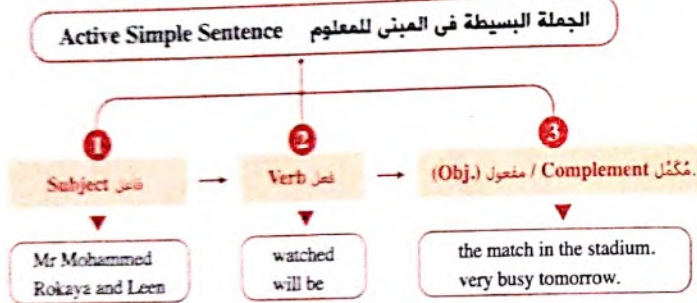 Active Simple Sentence الجملة البسيطة فى المبنى للمعلوم
1 2 3
Subject فاعل → Verb فعل → (Obj.) مفعول / Complement مُكمِّل.
Mr Mohammed
Rokaya and Leen
watched
will be
the match in the stadium.
very busy tomorrow.